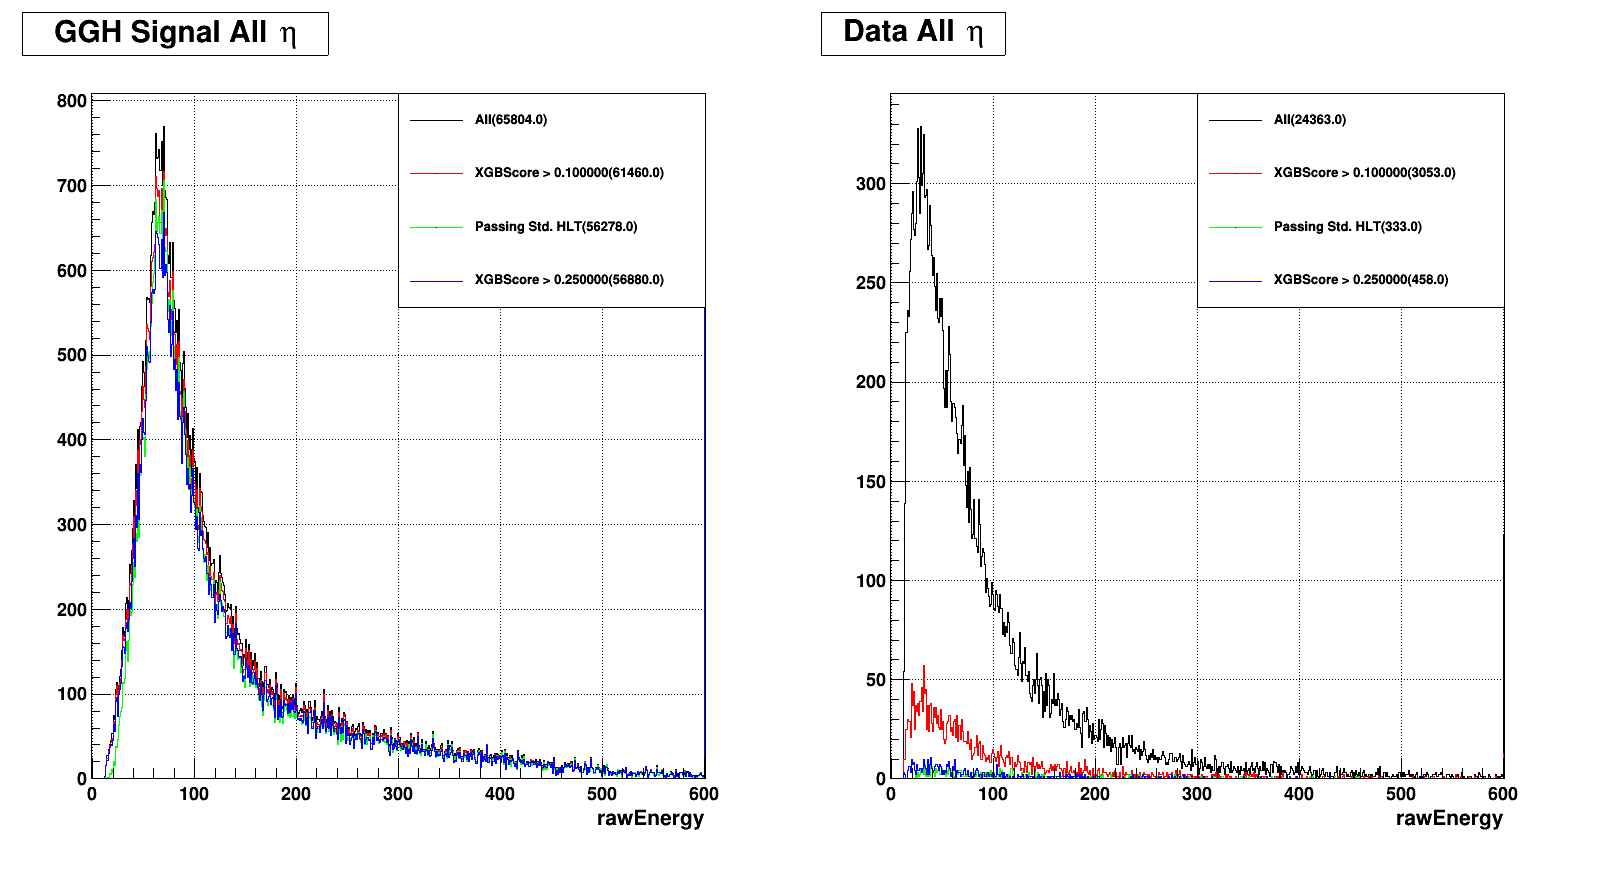 GGH Signal All η
800
700
600
500
400
300
200
100
0
All(65804.0)
XGBScore > 0.100000(61460.0)
Passing Std. HLT(56278.0)
XGBScore > 0.250000(56880.0)
0 100 200 300 400 500 600
rawEnergy
Data All η
300
250
200
150
100
50
0
All(24363.0)
XGBScore > 0.100000(3053.0)
Passing Std. HLT(333.0)
XGBScore > 0.250000(458.0)
0 100 200 300 400 500 600
rawEnergy